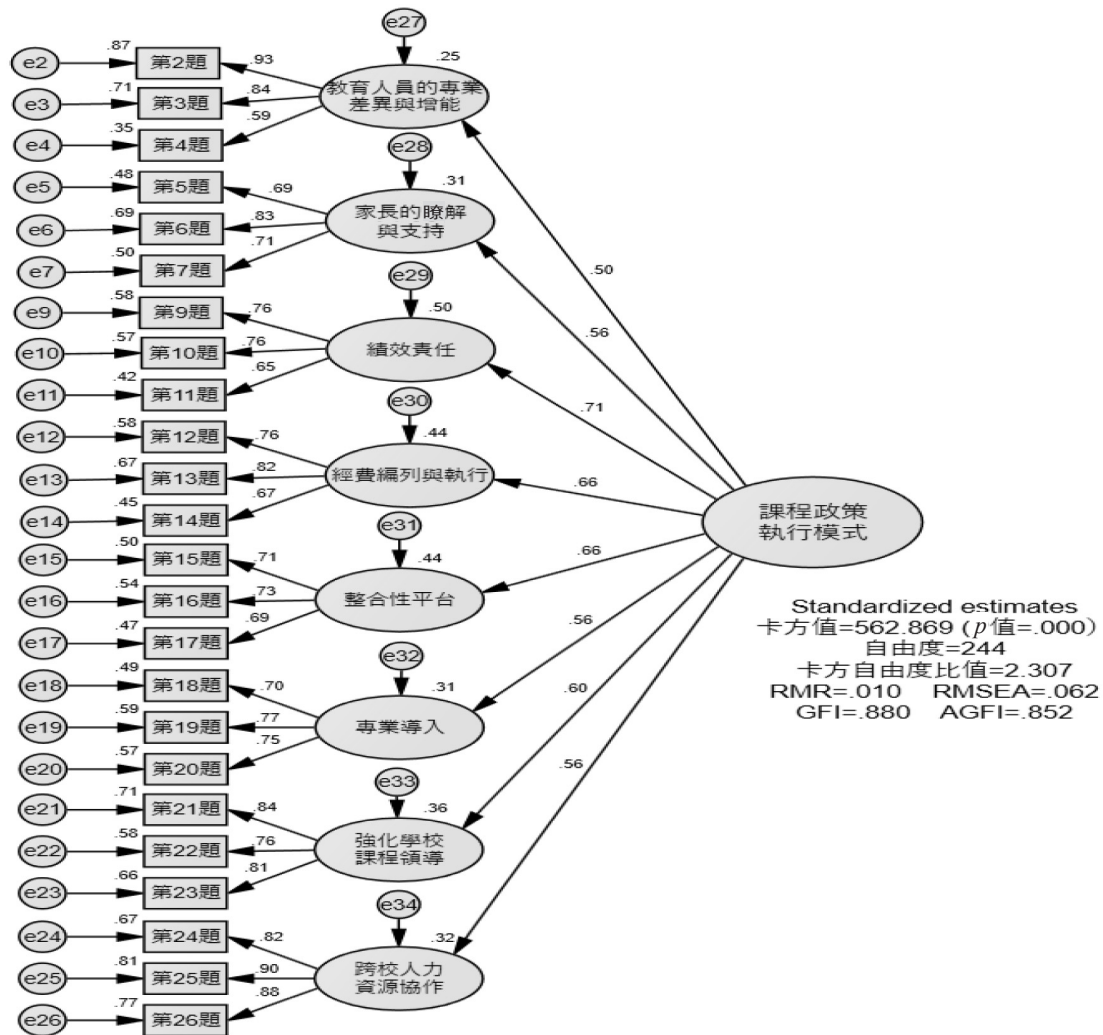 e27
.25
教育人員的專業
差異與增能
e2
.87
第2題
.93
e3
.71
第3題
.84
e4
.35
第4題
.59
e28
.31
家長的瞭解
與支持
e5
.48
第5題
.69
e6
.69
第6題
.83
e7
.50
第7題
.71
e29
.50
績效責任
e9
.58
第9題
.76
e10
.57
第10題
.76
e11
.42
第11題
.65
e30
.44
經費編列與執行
e12
.58
第12題
.76
e13
.67
第13題
.82
e14
.45
第14題
.67
e31
.44
整合性平台
e15
.50
第15題
.71
e16
.54
第16題
.73
e17
.47
第17題
.69
e32
.31
專業導入
e18
.49
第18題
.70
e19
.59
第19題
.77
e20
.57
第20題
.75
e33
.36
強化學校
課程領導
e21
.71
第21題
.84
e22
.58
第22題
.76
e23
.66
第23題
.81
e34
.32
跨校人力
資源協作
e24
.67
第24題
.82
e25
.81
第25題
.90
e26
.77
第26題
.88
.50
.56
.71
.66
.66
.56
.60
.56
課程政策
執行模式
Standardized estimates
卡方值=562.869 (p值=.000)
自由度=244
卡方自由度比值=2.307
RMR=.010 RMSEA=.062
GFI=.880 AGFI=.852